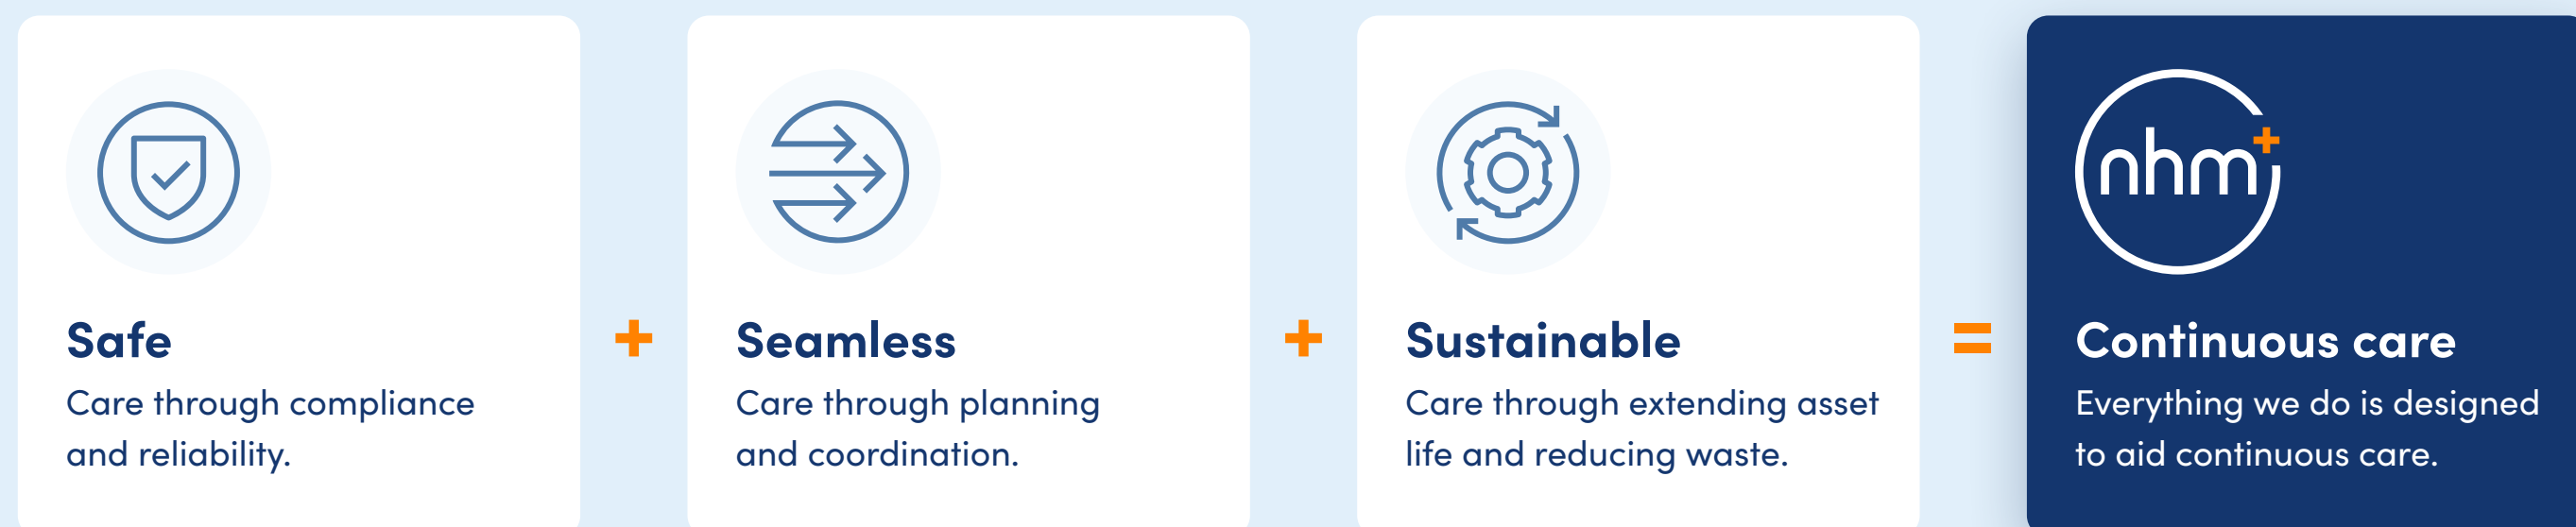 Safe
Care through compliance
and reliability.
+
Seamless
Care through planning
and coordination.
+
Sustainable
Care through extending asset
life and reducing waste.
=
nhm+
Continuous care
Everything we do is designed
to aid continuous care.